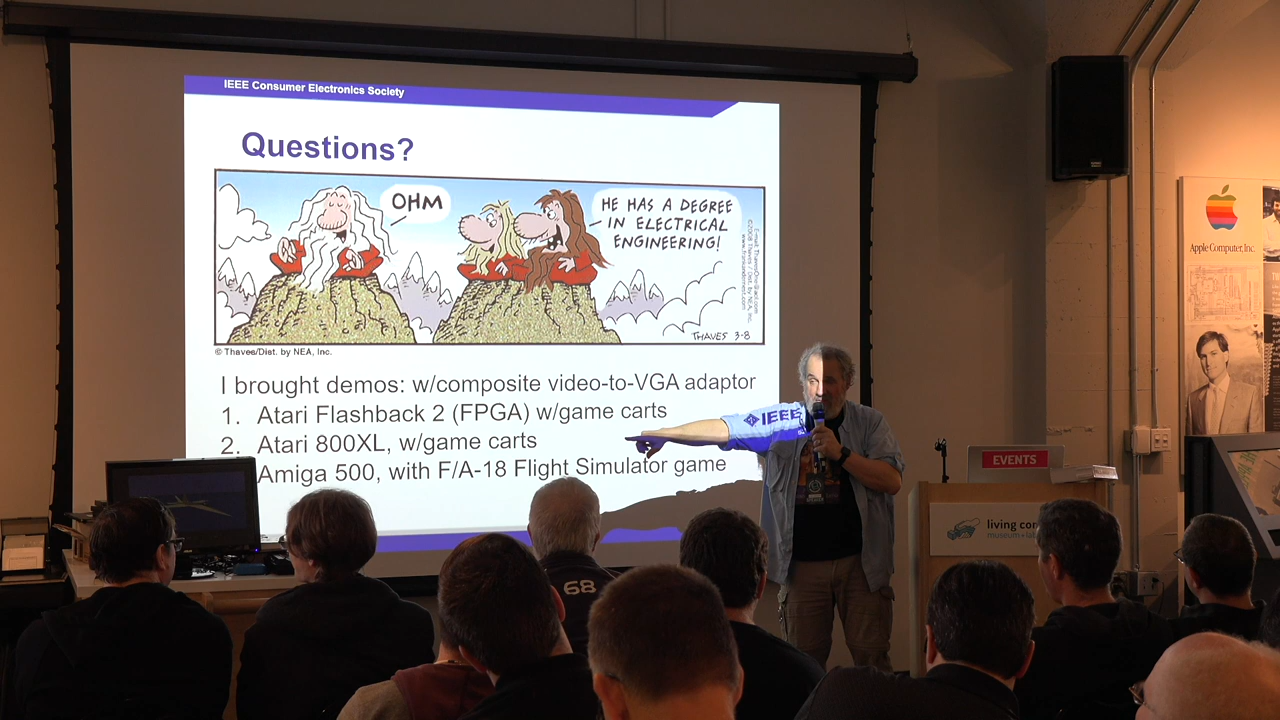 IEEE Consumer Electronics Society
Questions?
OHM
HE HAS A DEGREE
IN ELECTRICAL
ENGINEERING!
THAVES 3-8
© Thaves/Dist. by NEA, Inc.
I brought demos: w/composite video-to-VGA adaptor
1. Atari Flashback 2 (FPGA) w/game carts
2. Atari 800XL, w/game carts
Amiga 500, with F/A-18 Flight Simulator game
IEEE
68
EVENTS
living con
museum + la
Apple Computer, Inc.